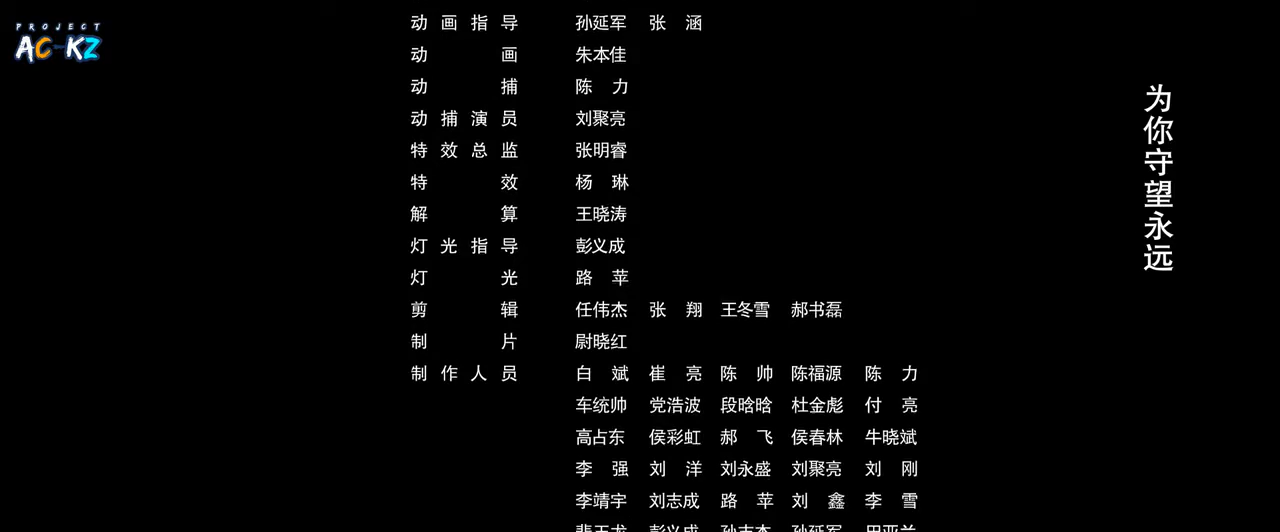 PROJECT
AC-KZ
动画指导 孙延军 张涵
动画 朱本佳
动捕 陈力
动捕演员 刘聚亮
特效总监 张明睿
特效 杨琳
解算 王晓涛
灯光指导 彭义成
灯光 路苹
剪辑 任伟杰 张翔 王冬雪 郝书磊
制片 尉晓红
制作人员 白斌 崔亮 陈帅 陈福源 陈力
车统帅 党浩波 段晗晗 杜金彪 付亮
高占东 侯彩虹 郝飞 侯春林 牛晓斌
李强 刘洋 刘永盛 刘聚亮 刘刚
李靖宇 刘志成 路苹 刘鑫 李雪
彭义成 孙延军
为你守望永远